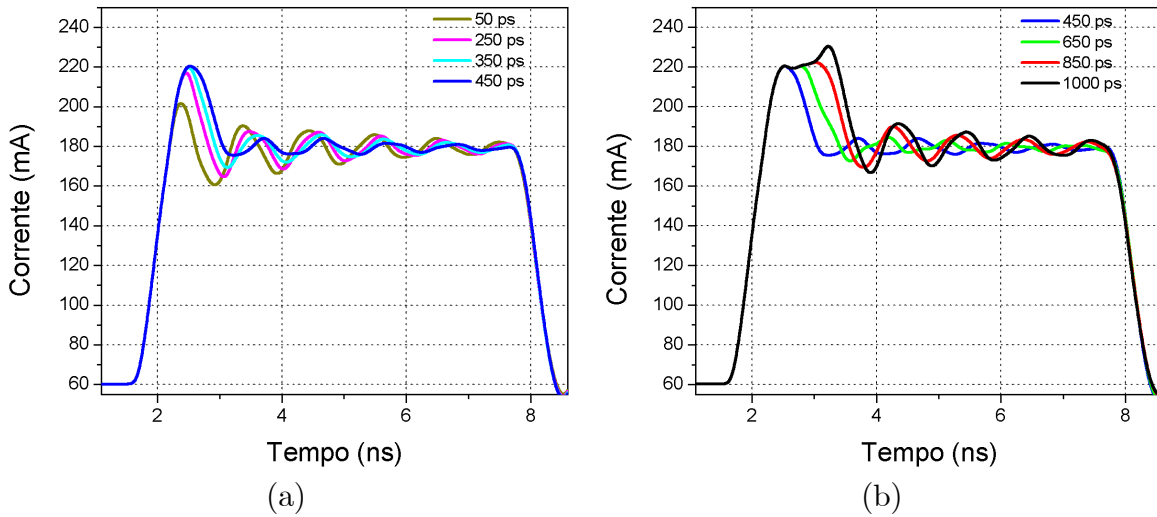 240
220
200
180
160
140
120
100
80
60
Corrente (mA)
50 ps
250 ps
350 ps
450 ps
2 4 6 8
Tempo (ns)
(a)
240
220
200
180
160
140
120
100
80
60
Corrente (mA)
450 ps
650 ps
850 ps
1000 ps
2 4 6 8
Tempo (ns)
(b)